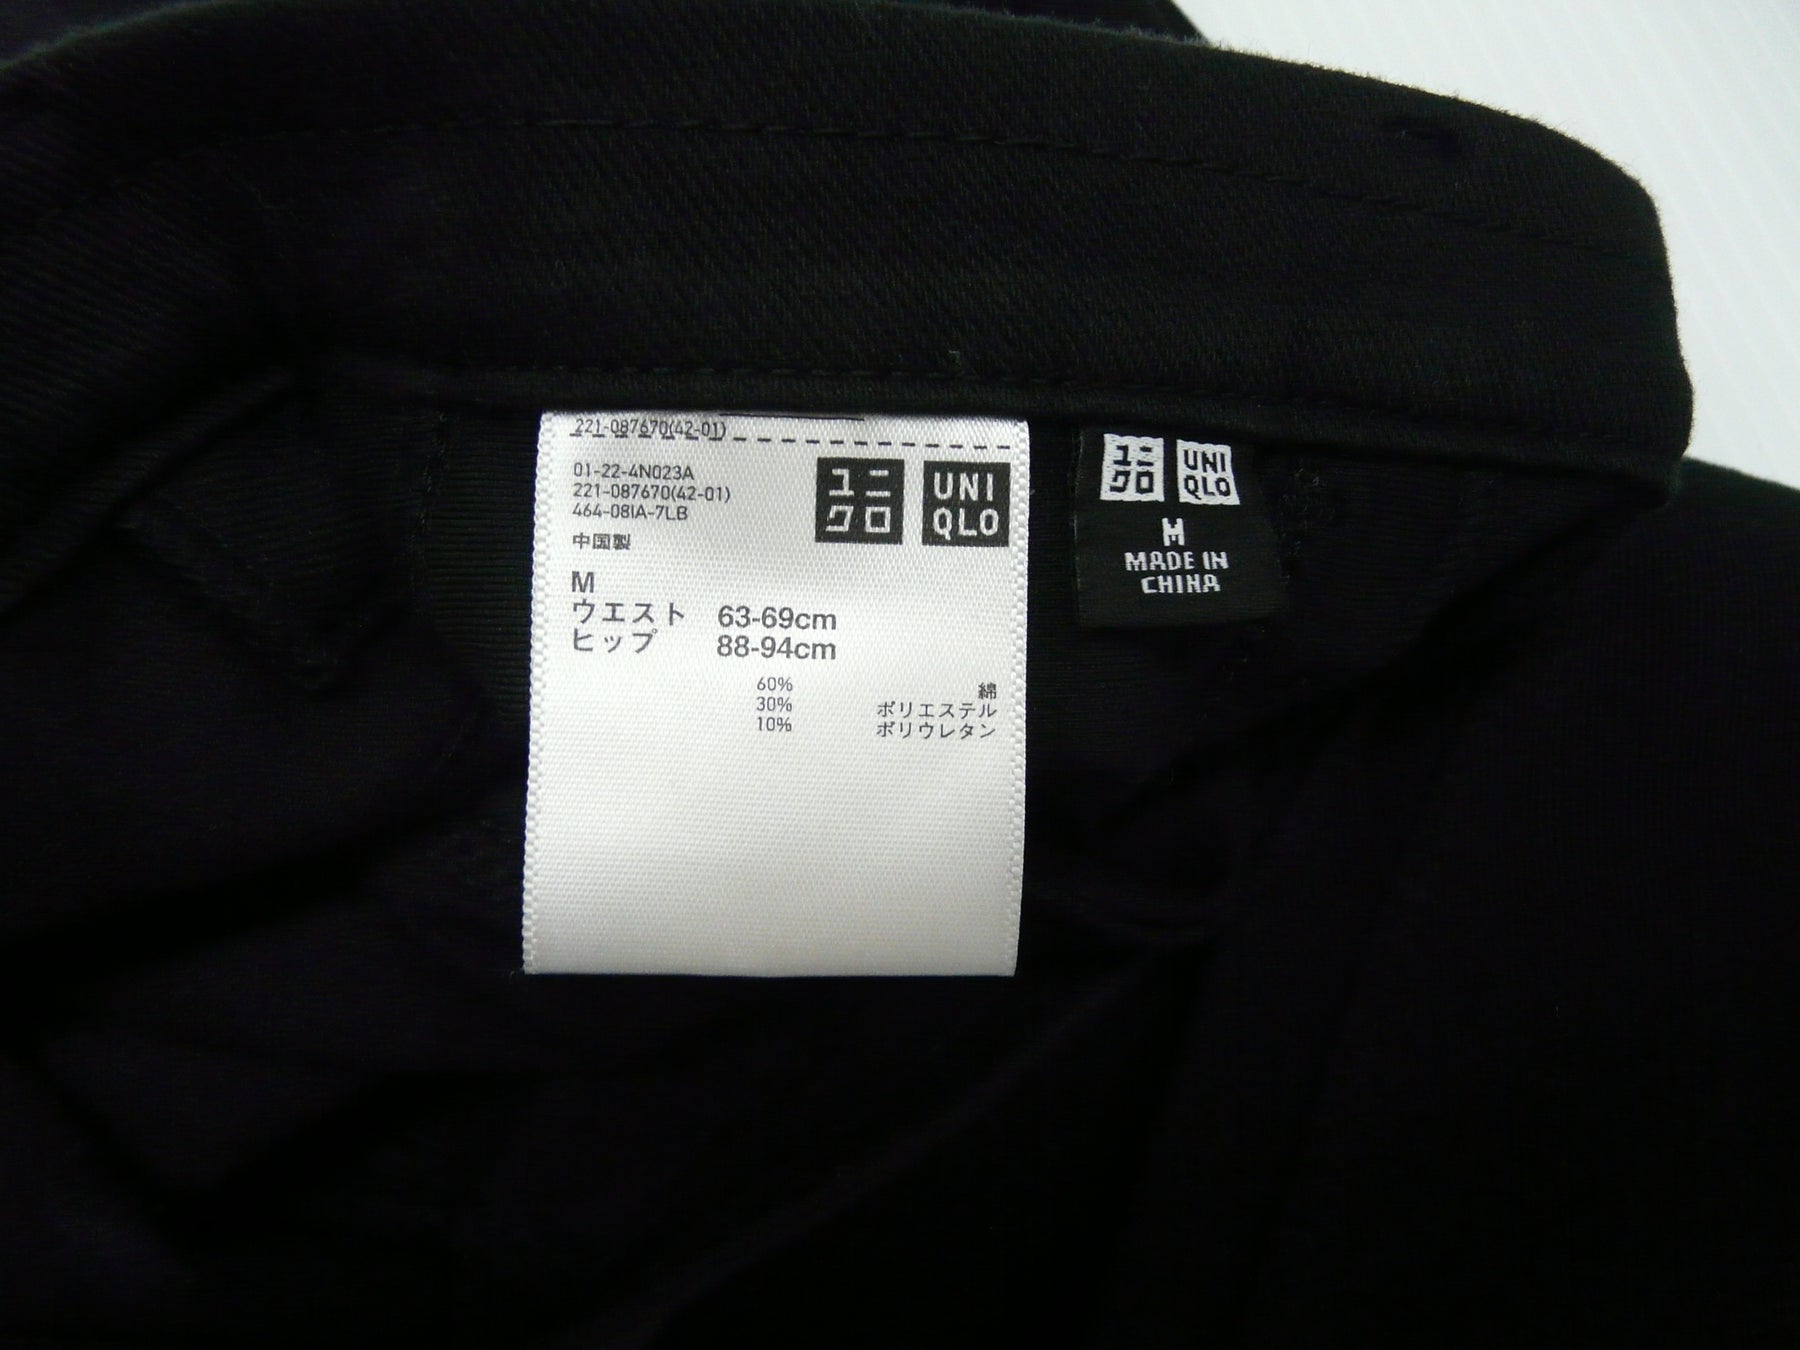 221-087670(42-01)
01-22-4N023A
221-087670(42-01)
464-08IA-7LB
中国製
ユニ
クロ
UNI
QLO
M
ウエスト 63-69cm
ヒップ 88-94cm
60% 綿
30% ポリエステル
10% ポリウレタン
ユニ
クロ
UNI
QLO
M
MADE IN
CHINA